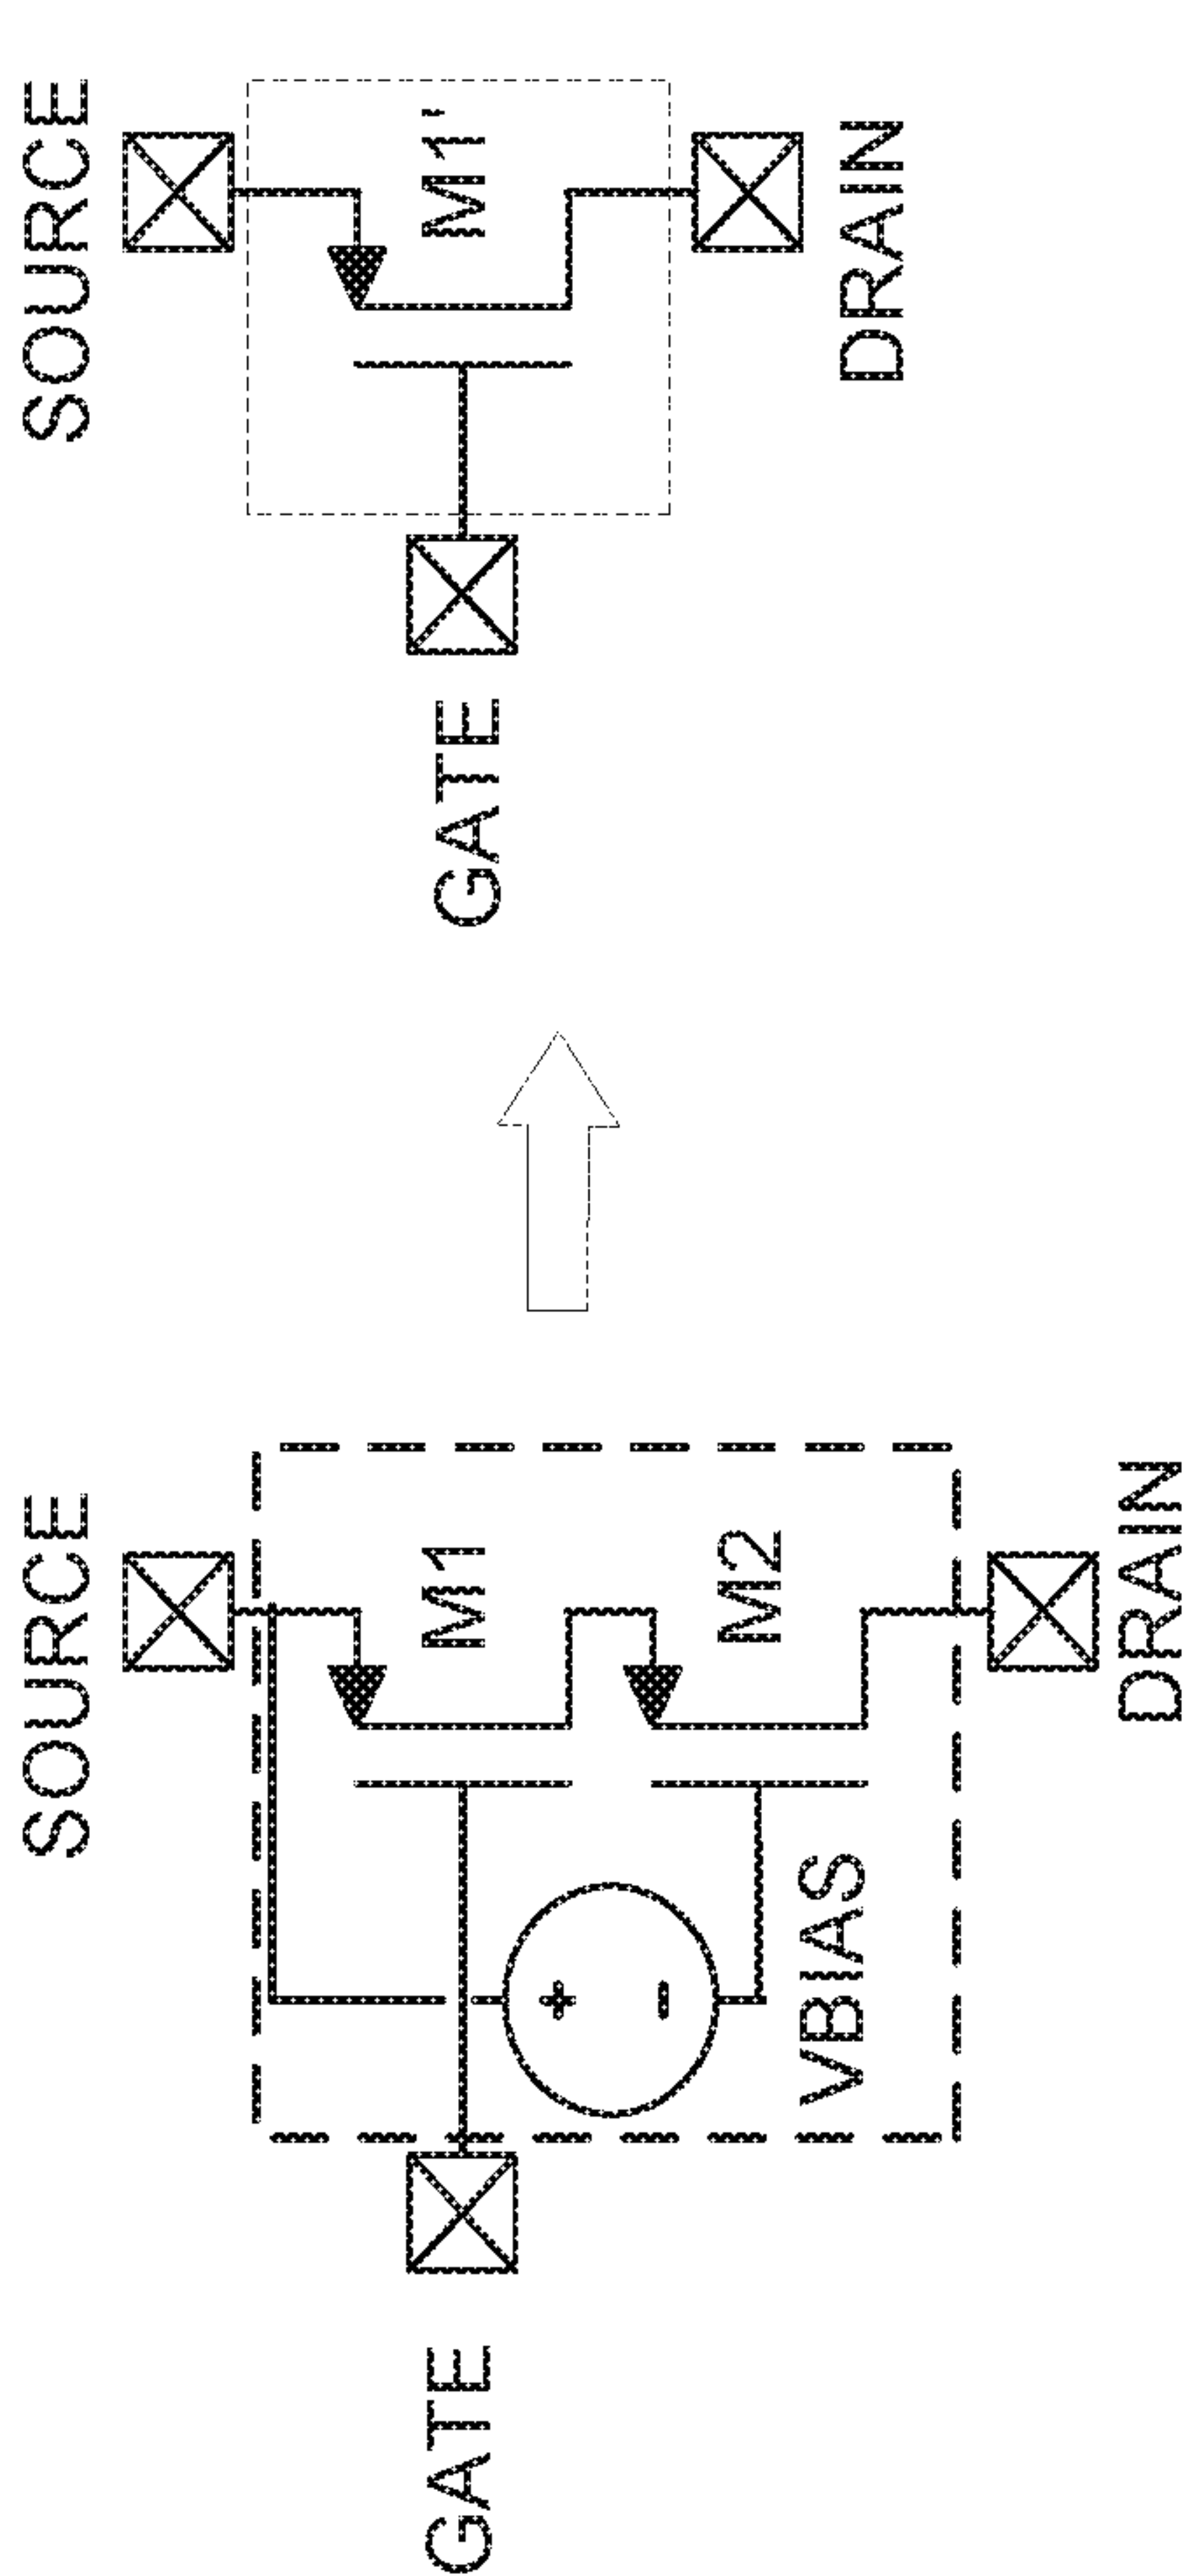 SOURCE
M1
M2
GATE
+
-
VBIAS
DRAIN
SOURCE
M1'
GATE
DRAIN